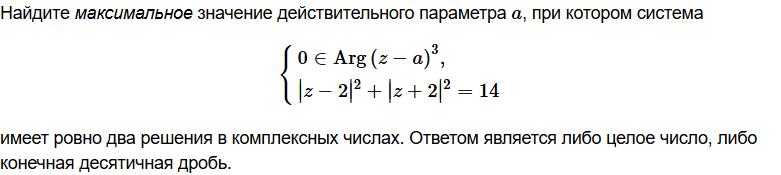 Найдите максимальное значение действительного параметра a, при котором система
0 ∈ Arg (z − a)³,
|z − 2|² + |z + 2|² = 14
имеет ровно два решения в комплексных числах. Ответом является либо целое число, либо
конечная десятичная дробь.